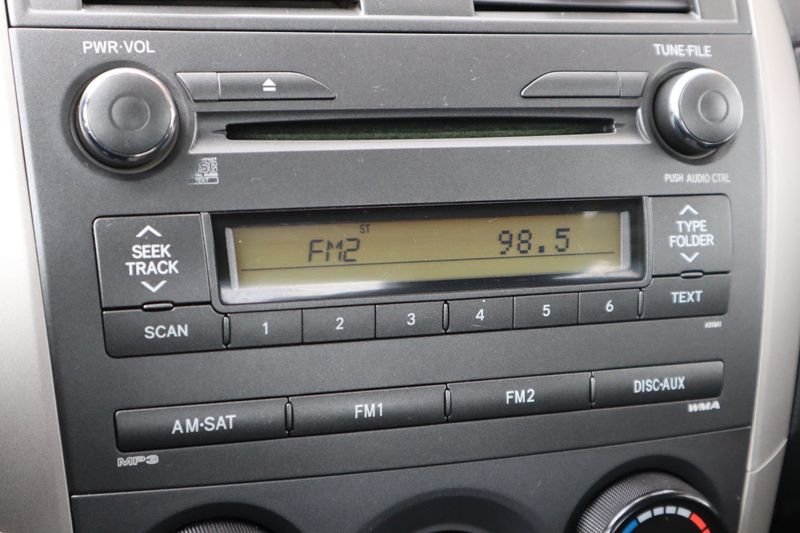 PWR·VOL
TUNE·FILE
PUSH AUDIO CTRL
SEEK
TRACK
FM2 ST 98.5
TYPE
FOLDER
SCAN
1 2 3 4 5 6
TEXT
AM·SAT
FM1
FM2
DISC·AUX
MP3
WMA